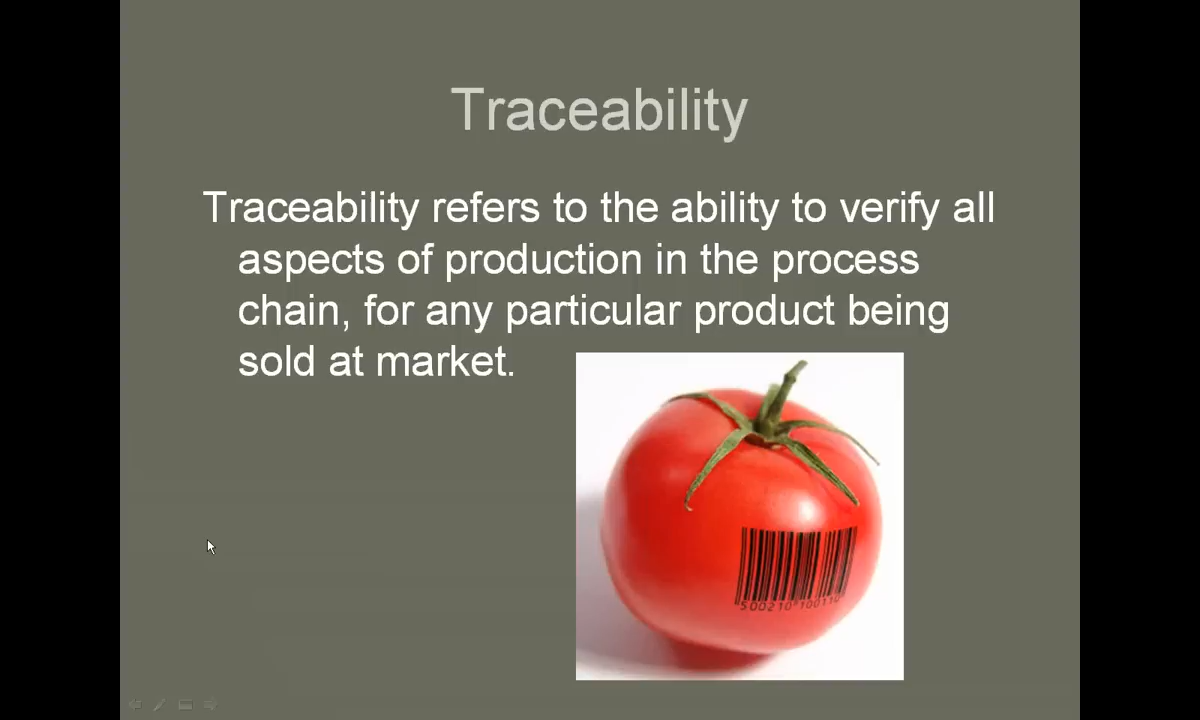 Traceability
Traceability refers to the ability to verify all
aspects of production in the process
chain, for any particular product being
sold at market.